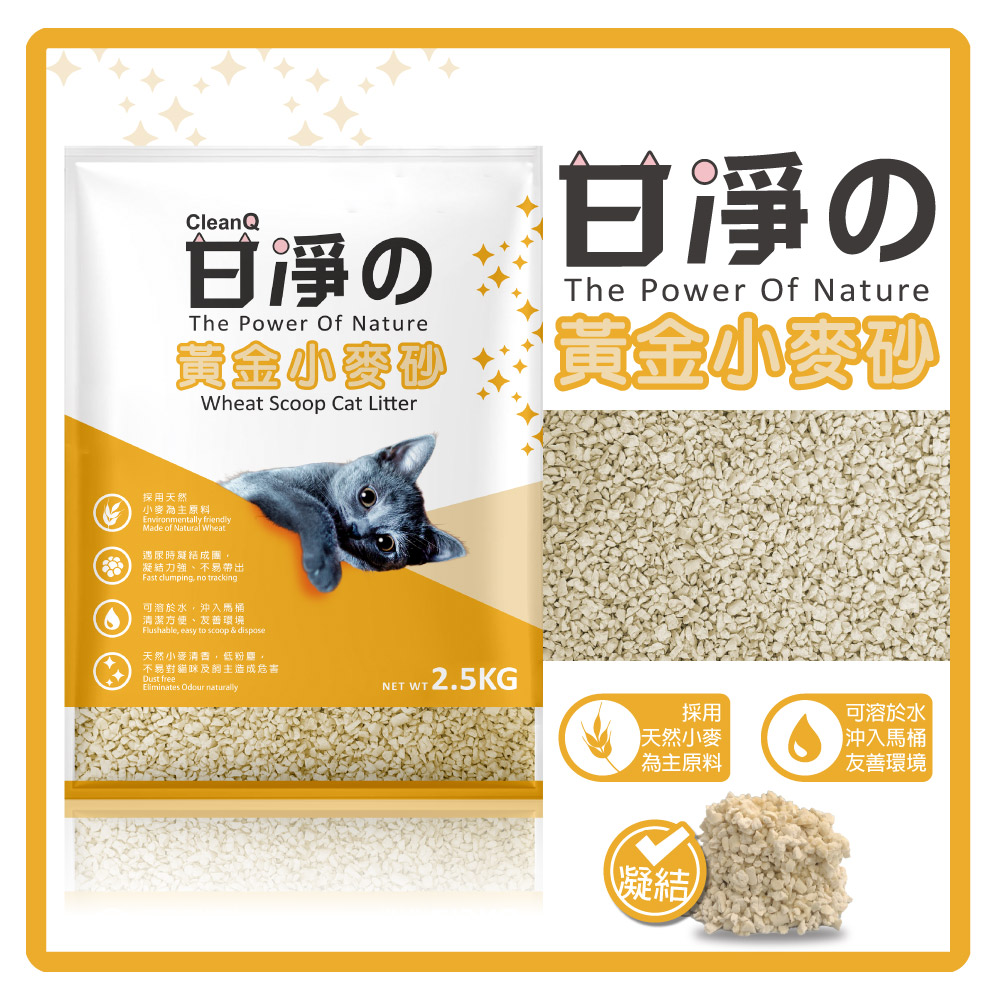 CleanQ
甘淨の
The Power Of Nature
黃金小麥砂
Wheat Scoop Cat Litter
採用天然
小麥為主原料
Environmentally friendly
Made of Natural Wheat
遇尿時凝結成團，
凝結力強、不易帶出
Fast clumping, no tracking
可溶於水，沖入馬桶
清潔方便、友善環境
Flushable, easy to scoop & dispose
天然小麥清香，低粉塵，
不易對貓咪及飼主造成危害
Dust free
Eliminates Odour naturally
NET WT 2.5KG
甘淨の
The Power Of Nature
黃金小麥砂
採用
天然小麥
為主原料
可溶於水
沖入馬桶
友善環境
凝結